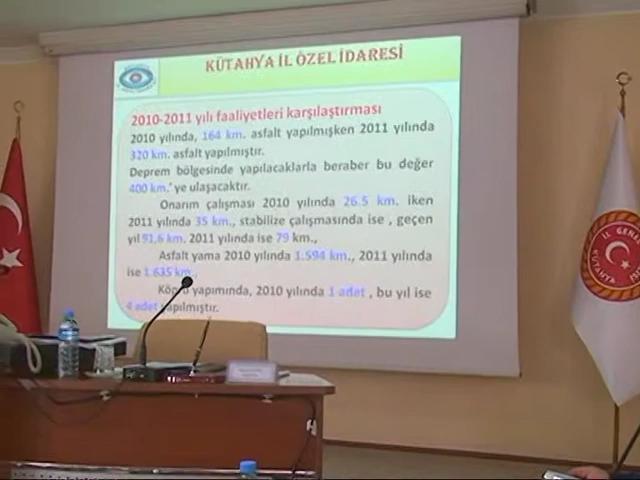 KÜTAHYA İL ÖZEL İDARESİ
2010-2011 yılı faaliyetleri karşılaştırması
2010 yılında, 164 km. asfalt yapılmışken 2011 yılında
320 km. asfalt yapılmıştır.
Deprem bölgesinde yapılacaklarla beraber bu değer
400 km.' ye ulaşacaktır.
Onarım çalışması 2010 yılında 26.5 km. iken
2011 yılında 35 km., stabilize çalışmasında ise , geçen
yıl 91,6 km. 2011 yılında ise 79 km.,
Asfalt yama 2010 yılında 1.594 km., 2011 yılında
ise 1.635 km.
Köprü yapımında, 2010 yılında 1 adet , bu yıl ise
4 adet yapılmıştır.
İL GENEL
KÜTAHYA